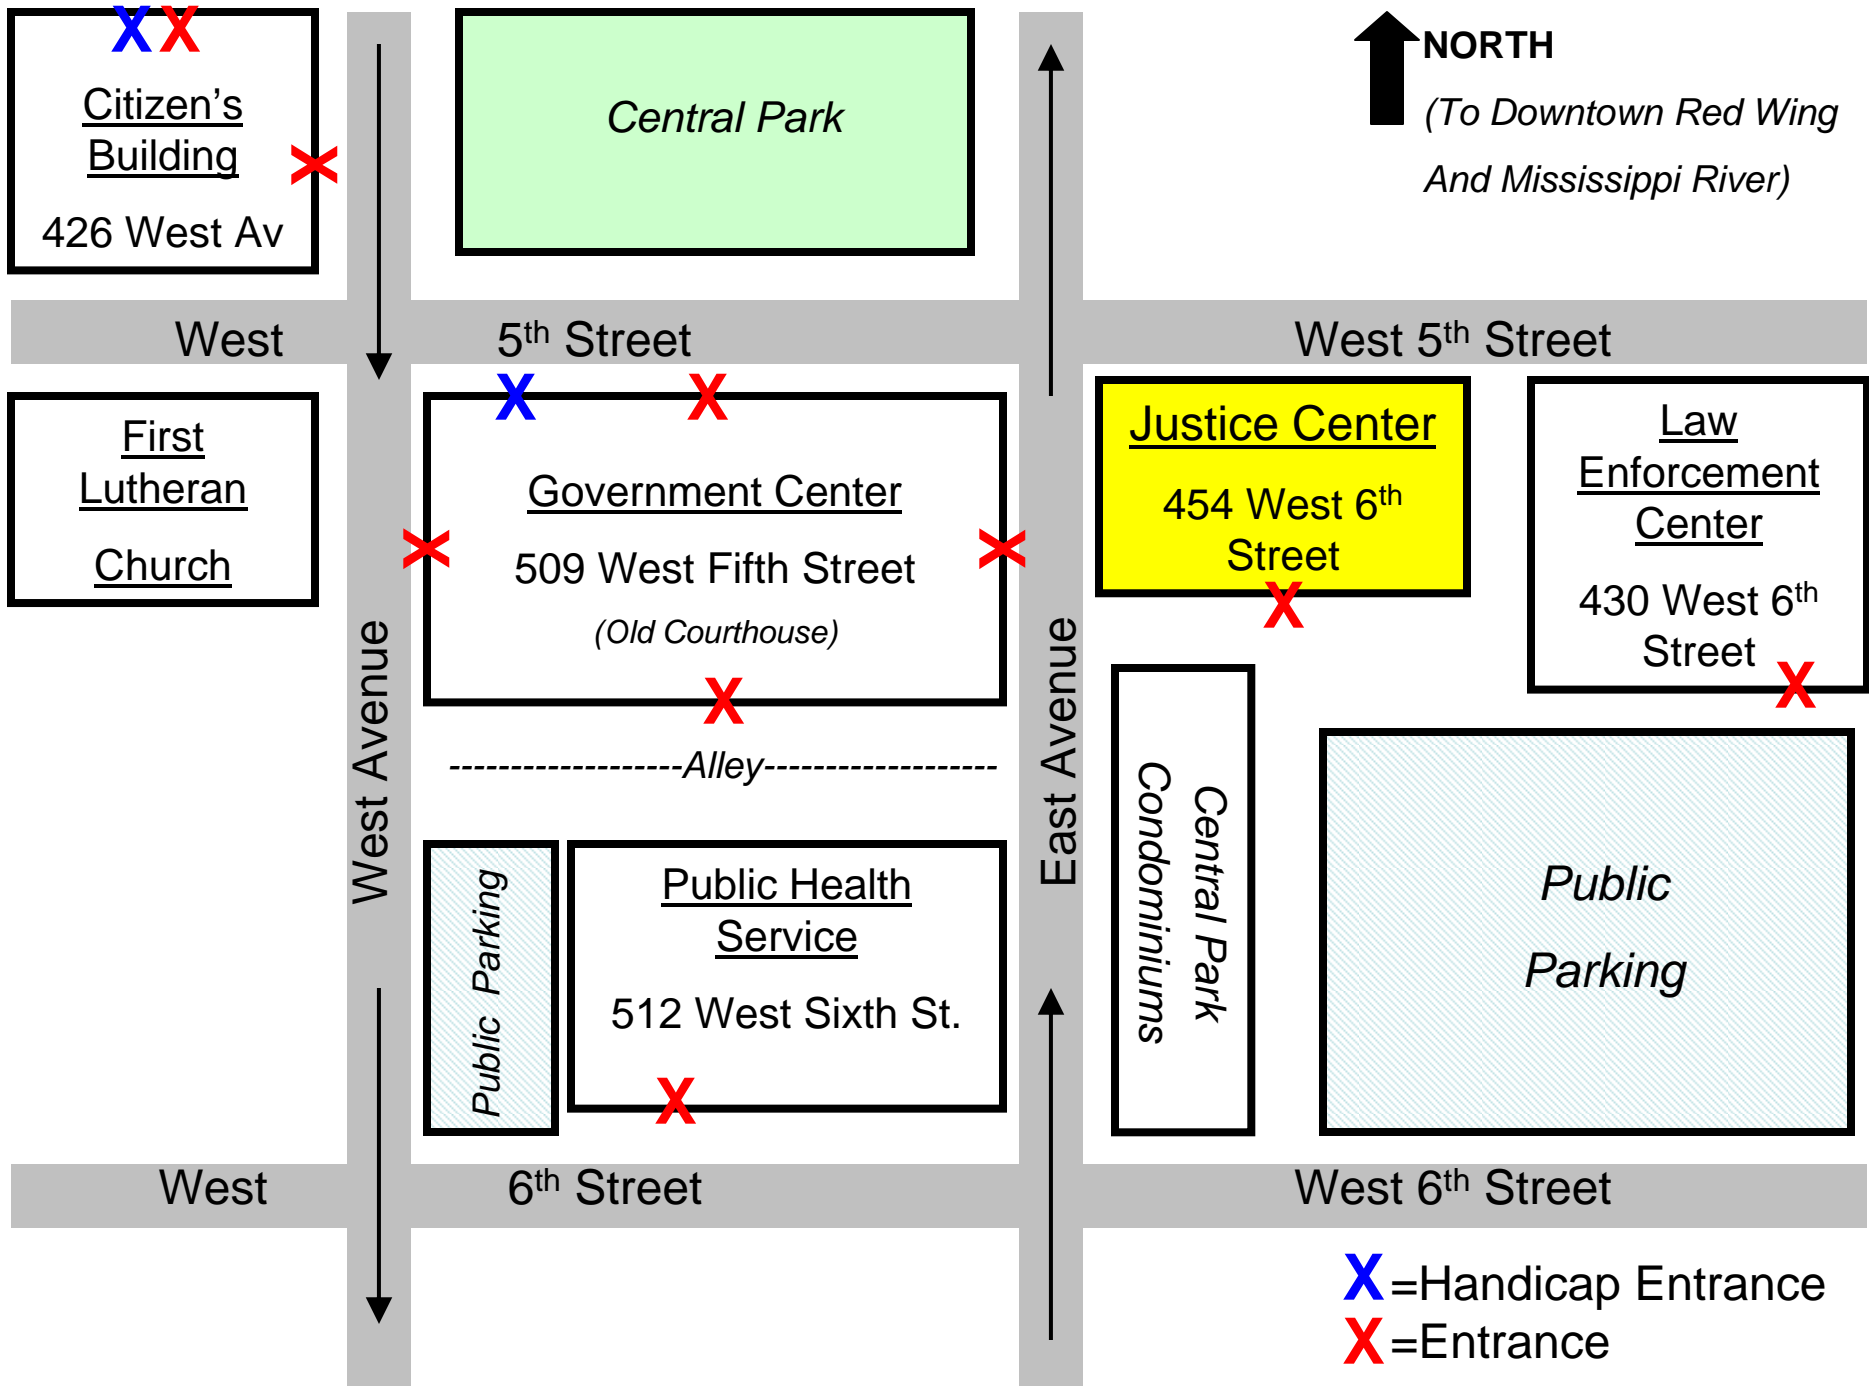 X X
Citizen's
Building
426 West Av
X
Central Park
NORTH
(To Downtown Red Wing
And Mississippi River)
West 5th Street
West 5th Street
First
Lutheran
Church
X X
Government Center
509 West Fifth Street
(Old Courthouse)
X X
X
Justice Center
454 West 6th
Street
X
Law
Enforcement
Center
430 West 6th
Street
X
West Avenue
--------------------Alley--------------------
East Avenue
Public Parking
Public Health
Service
512 West Sixth St.
X
Central Park
Condominiums
Public
Parking
West 6th Street
West 6th Street
X=Handicap Entrance
X=Entrance